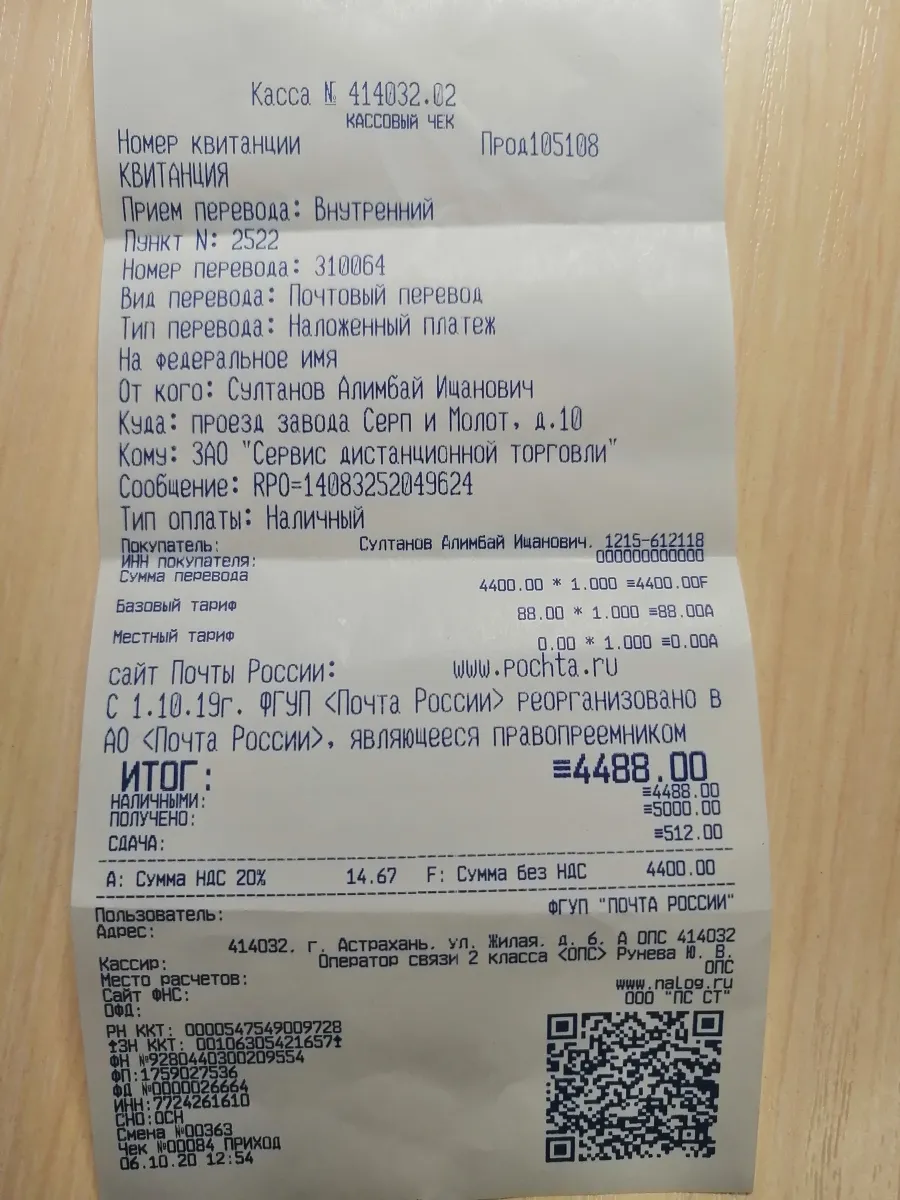 Касса № 414032.02
КАССОВЫЙ ЧЕК
Номер квитанции Прод105108
КВИТАНЦИЯ
Прием перевода: Внутренний
Пункт N: 2522
Номер перевода: 310064
Вид перевода: Почтовый перевод
Тип перевода: Наложенный платеж
На федеральное имя
От кого: Султанов Алимбай Ищанович
Куда: проезд завода Серп и Молот, д.10
Кому: ЗАО "Сервис дистанционной торговли"
Сообщение: RPO=14083252049624
Тип оплаты: Наличный
Покупатель: Султанов Алимбай Ищанович. 1215-612118
ИНН покупателя: 000000000000
Сумма перевода
4400.00 * 1.000 ≡4400.00F
Базовый тариф
88.00 * 1.000 ≡88.00A
Местный тариф
0.00 * 1.000 ≡0.00A
сайт Почты России: www.pochta.ru
С 1.10.19г. ФГУП <Почта России> реорганизовано в
АО <Почта России>, являющееся правопреемником
ИТОГ: ≡4488.00
НАЛИЧНЫМИ: ≡4488.00
ПОЛУЧЕНО: ≡5000.00
СДАЧА: ≡512.00
А: Сумма НДС 20% 14.67 F: Сумма без НДС 4400.00
Пользователь: ФГУП "ПОЧТА РОССИИ"
Адрес:
414032. г. Астрахань. ул. Жилая. д. 6. А ОПС 414032
Кассир: Оператор связи 2 класса <ОПС> Рунева Ю. В.
Место расчетов: ОПС
Сайт ФНС: www.nalog.ru
ОФД: ООО "ПС СТ"
РН ККТ: 0000547549009728
↑ЗН ККТ: 00106305421657↑
ФН №9280440300209554
ФП:1759027536
ФД №0000026664
ИНН:7724261610
СНО:ОСН
Смена №00363
Чек №00084 ПРИХОД
06.10.20 12:54